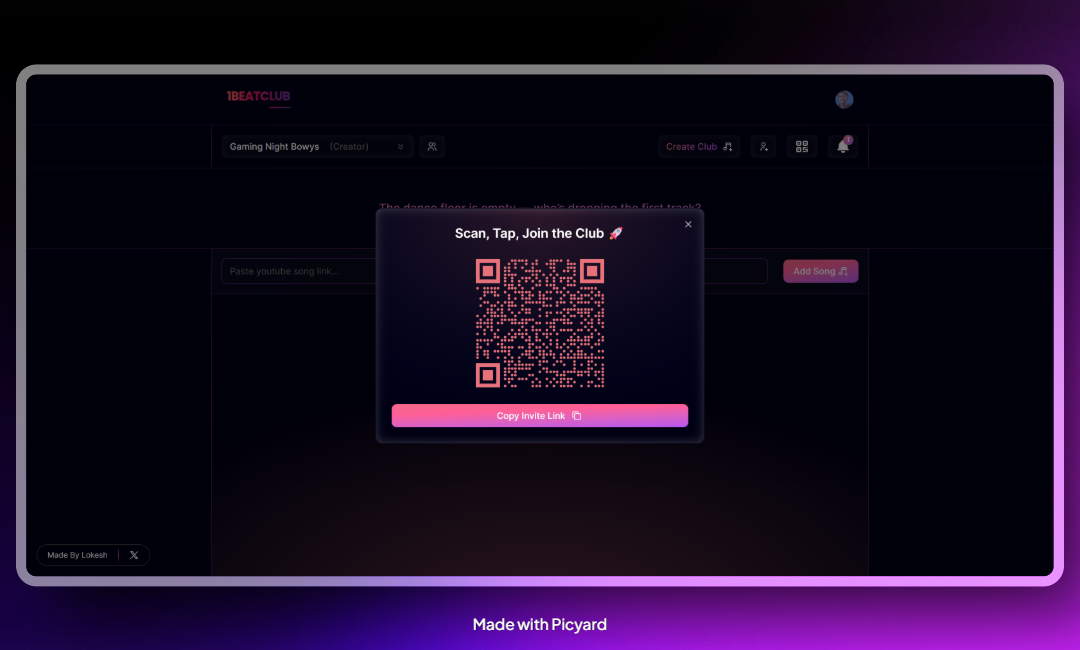 1BEATCLUB
Gaming Night Bowys (Creator)
Create Club
1
The dance floor is empty — who's dropping the first track?
Scan, Tap, Join the Club 🚀
Paste youtube song link...
Add Song
Copy Invite Link
Made By Lokesh | X
Made with Picyard